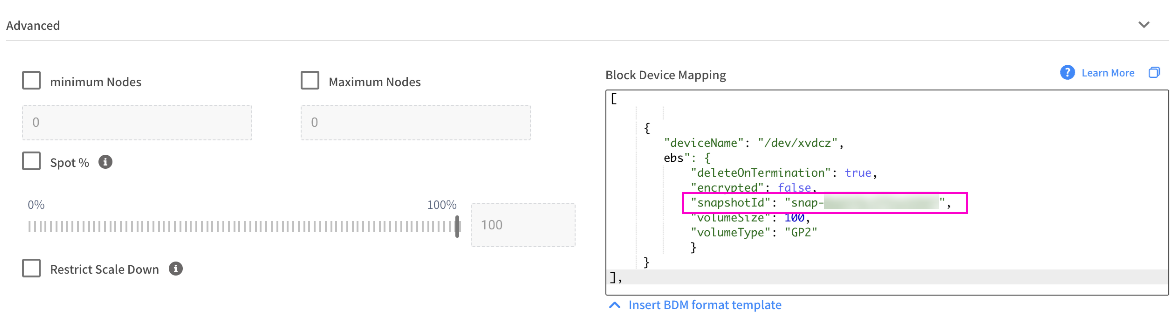 Advanced
minimum Nodes
Maximum Nodes
0
0
Spot %
0%
100%
100
Restrict Scale Down
Block Device Mapping
Learn More
[
{
"deviceName": "/dev/xvdcz",
ebs": {
"deleteOnTermination": true,
"encrypted": false,
"snapshotId": "snap-",
"volumeSize": 100,
"volumeType": "GP2"
}
}
],
Insert BDM format template